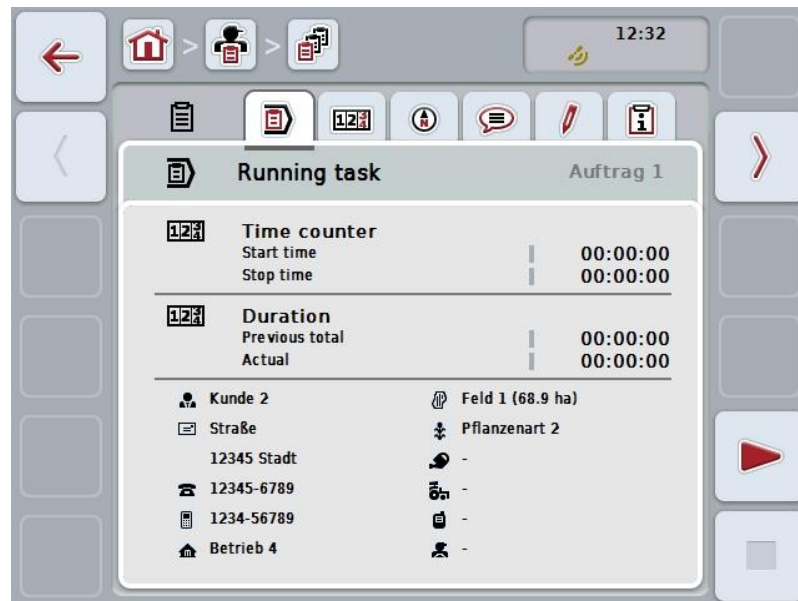 12:32
Running task Auftrag 1
Time counter
Start time 00:00:00
Stop time 00:00:00
Duration
Previous total 00:00:00
Actual 00:00:00
Kunde 2 Feld 1 (68.9 ha)
Straße Pflanzenart 2
12345 Stadt -
12345-6789 -
1234-56789 -
Betrieb 4 -